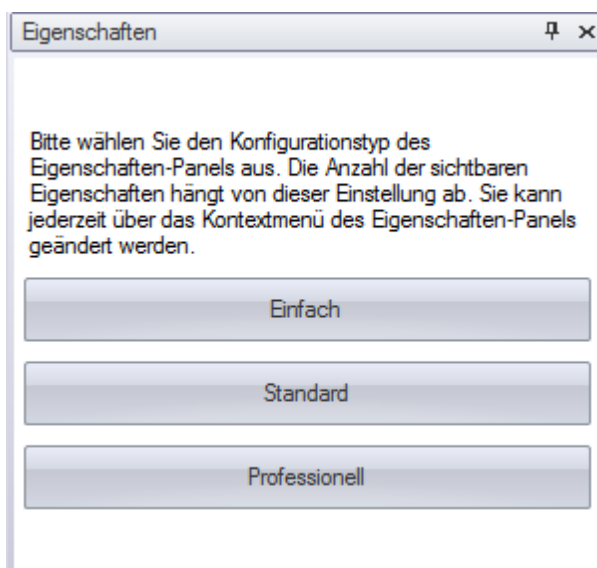 Eigenschaften
Bitte wählen Sie den Konfigurationstyp des
Eigenschaften-Panels aus. Die Anzahl der sichtbaren
Eigenschaften hängt von dieser Einstellung ab. Sie kann
jederzeit über das Kontextmenü des Eigenschaften-Panels
geändert werden.
Einfach
Standard
Professionell